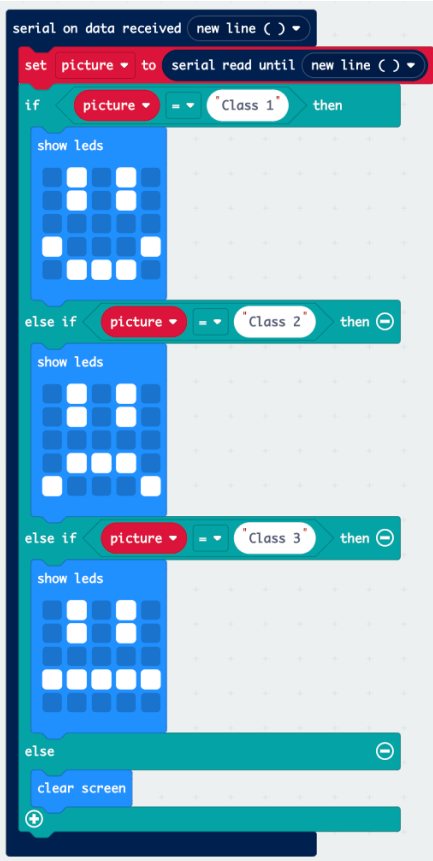 serial on data received new line ( )
set picture to serial read until new line ( )
if picture = "Class 1" then
show leds
else if picture = "Class 2" then
show leds
else if picture = "Class 3" then
show leds
else
clear screen